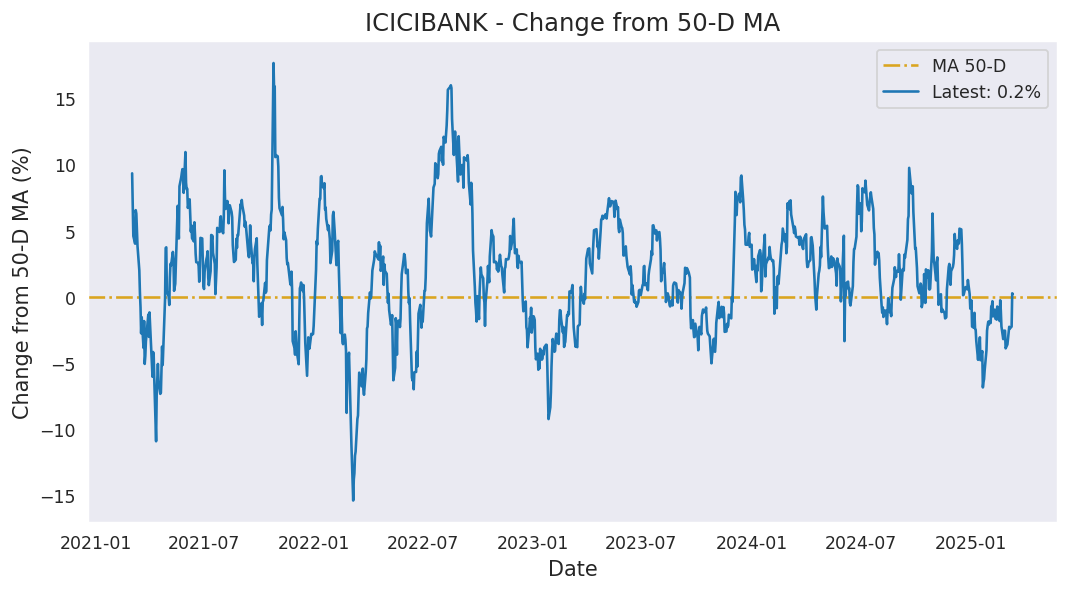 ICICIBANK - Change from 50-D MA
MA 50-D
Latest: 0.2%
Change from 50-D MA (%)
15
10
5
0
−5
−10
−15
2021-01 2021-07 2022-01 2022-07 2023-01 2023-07 2024-01 2024-07 2025-01
Date